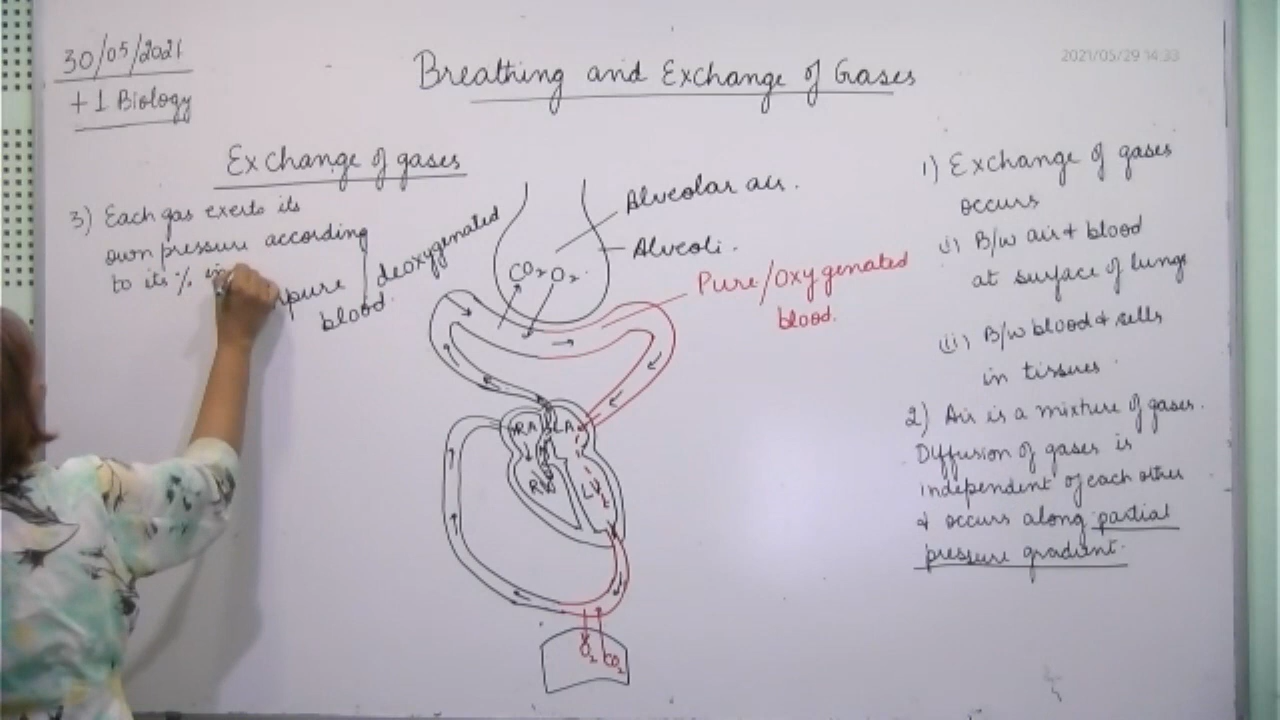 30/05/2021
+1 Biology
Breathing and Exchange of Gases
2021/05/29 14:33
Exchange of gases
3) Each gas exerts its
own pressure according
to its % in
deoxygenated
blood.
Alveolar air.
Alveoli.
CO2 O2
Pure/Oxygenated
blood.
RA LA
RV LV
O2 CO2
1) Exchange of gases
occurs
(i) B/w air & blood
at surface of lungs
(ii) B/w blood & sells
in tissues
2) Air is a mixture of gases.
Diffusion of gases is
independent of each other
& occurs along partial
pressure gradient.